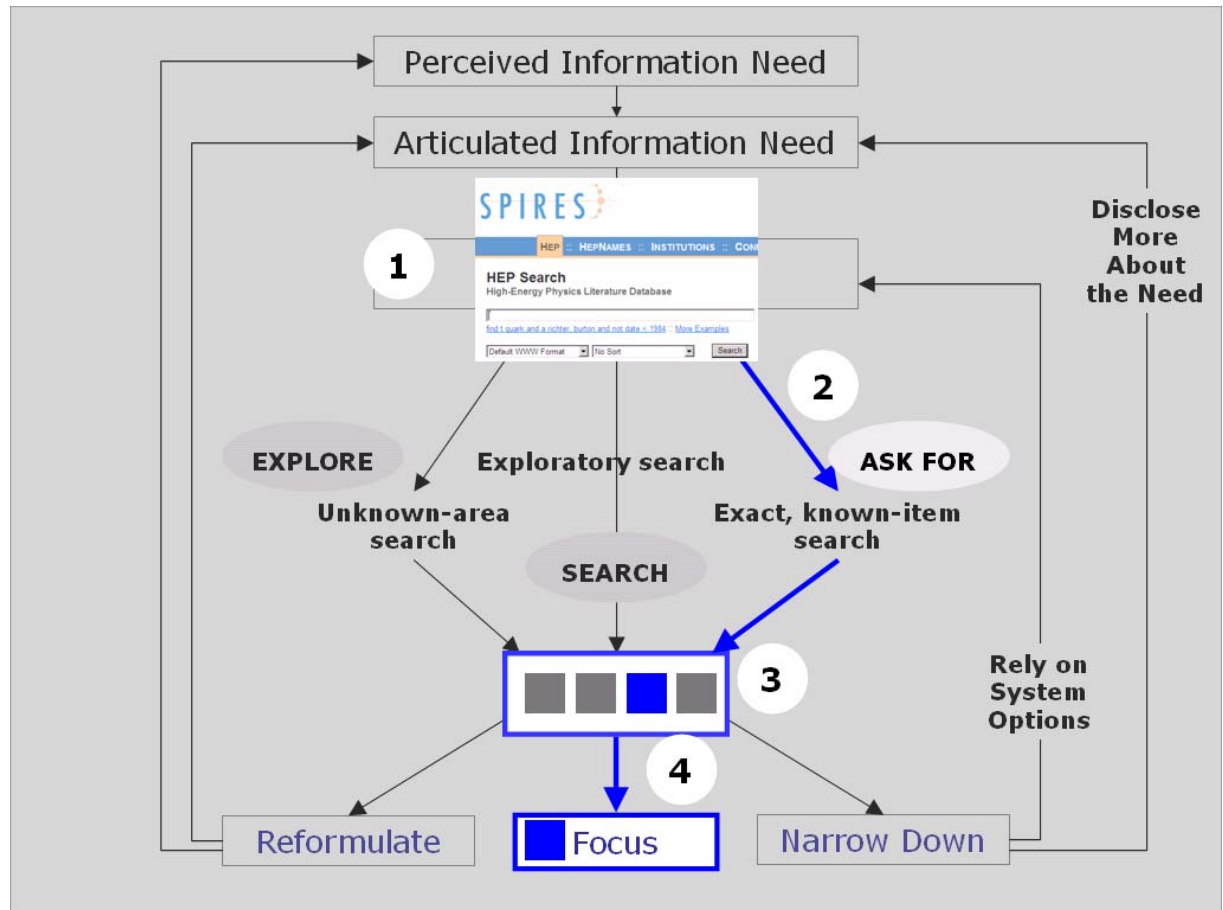 Perceived Information Need
Articulated Information Need
SPIRES
HEP :: HEPNAMES :: INSTITUTIONS ::
1
HEP Search
High-Energy Physics Literature Database
find t quark and a richter, burton and not date < 1984 :: More Examples
Default WWW Format
No Sort
Search
Disclose
More
About
the Need
2
EXPLORE
Exploratory search
ASK FOR
Unknown-area
search
Exact, known-item
search
SEARCH
3
Rely on
System
Options
4
Reformulate
Focus
Narrow Down